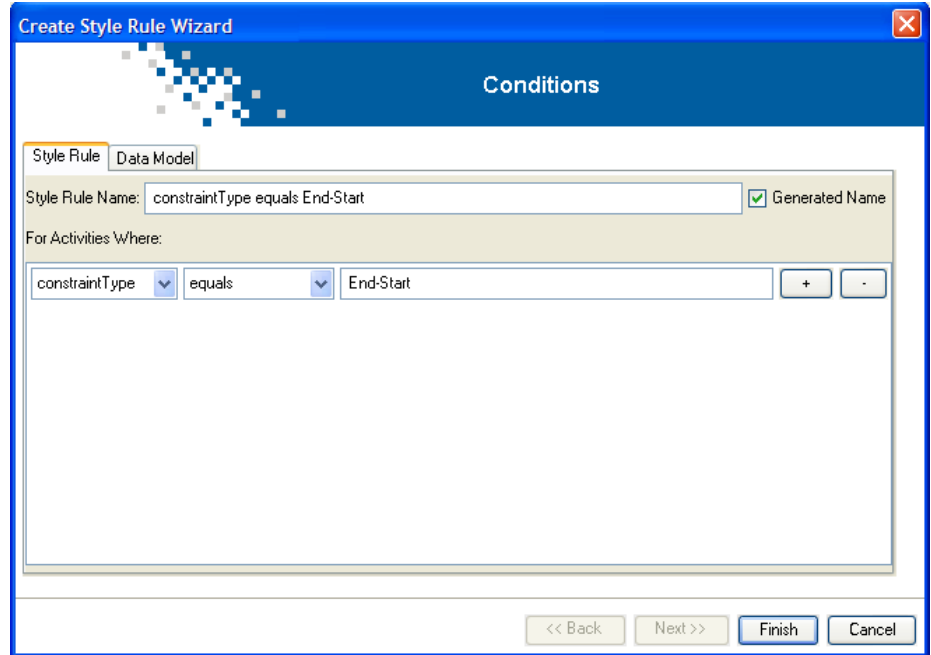 Create Style Rule Wizard
Conditions
Style Rule Data Model
Style Rule Name: constraintType equals End-Start Generated Name
For Activities Where:
constraintType equals End-Start + -
<< Back Next >> Finish Cancel